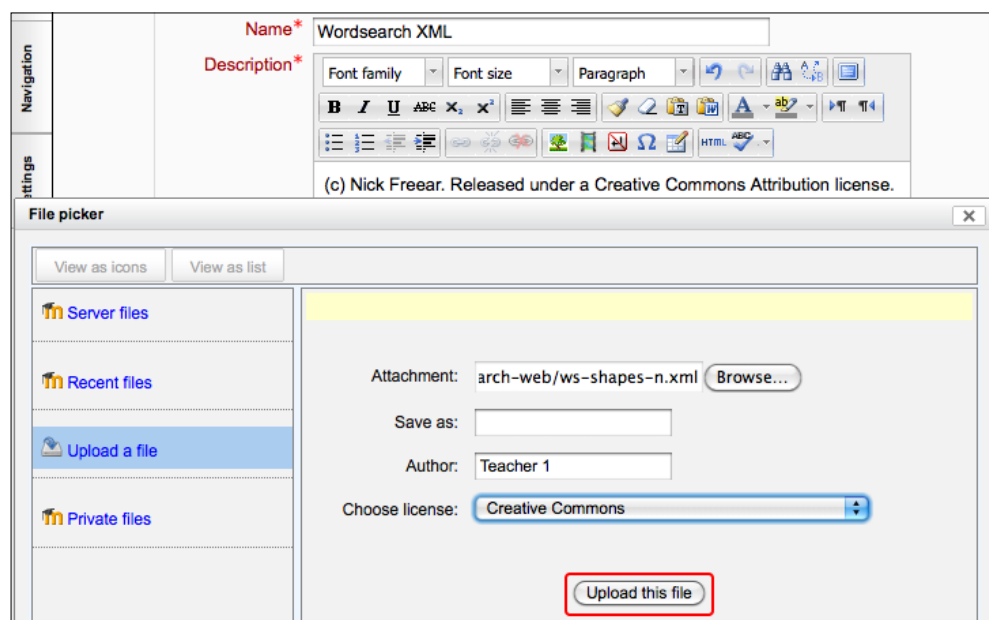 Name*
Wordsearch XML
Navigation
Description*
Font family
Font size
Paragraph
B I U ABC X₂ X²
HTML
ABC
ettings
(c) Nick Freear. Released under a Creative Commons Attribution license.
File picker
View as icons
View as list
Server files
Recent files
Upload a file
Private files
Attachment: arch-web/ws-shapes-n.xml Browse...
Save as:
Author: Teacher 1
Choose license: Creative Commons
Upload this file